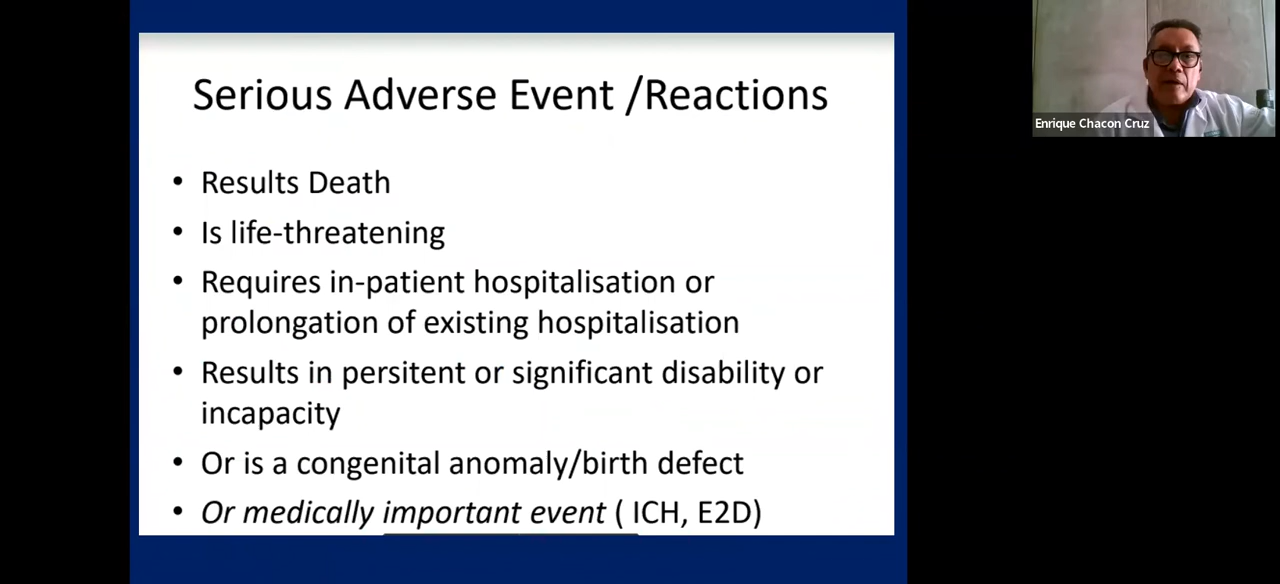 Serious Adverse Event /Reactions
• Results Death
• Is life-threatening
• Requires in-patient hospitalisation or
prolongation of existing hospitalisation
• Results in persitent or significant disability or
incapacity
• Or is a congenital anomaly/birth defect
• Or medically important event ( ICH, E2D)
Enrique Chacon Cruz